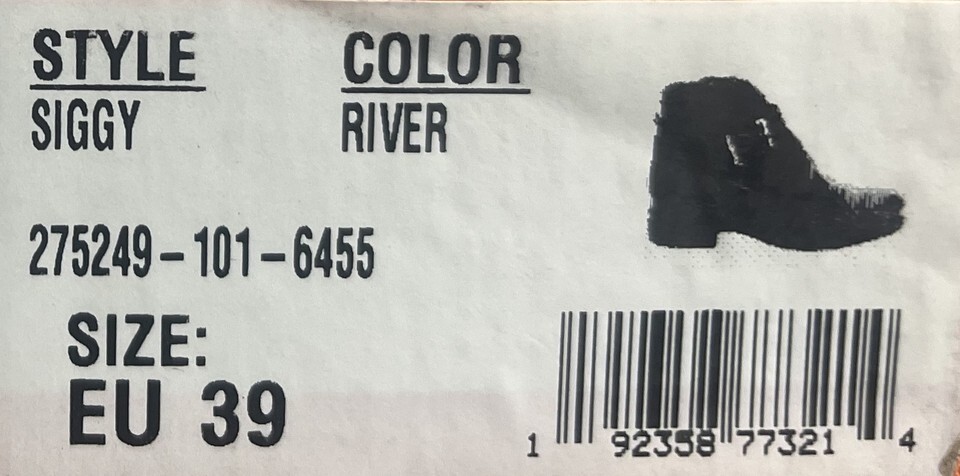 STYLE COLOR
SIGGY RIVER
275249-101-6455
SIZE:
EU 39
1 92358 77321 4